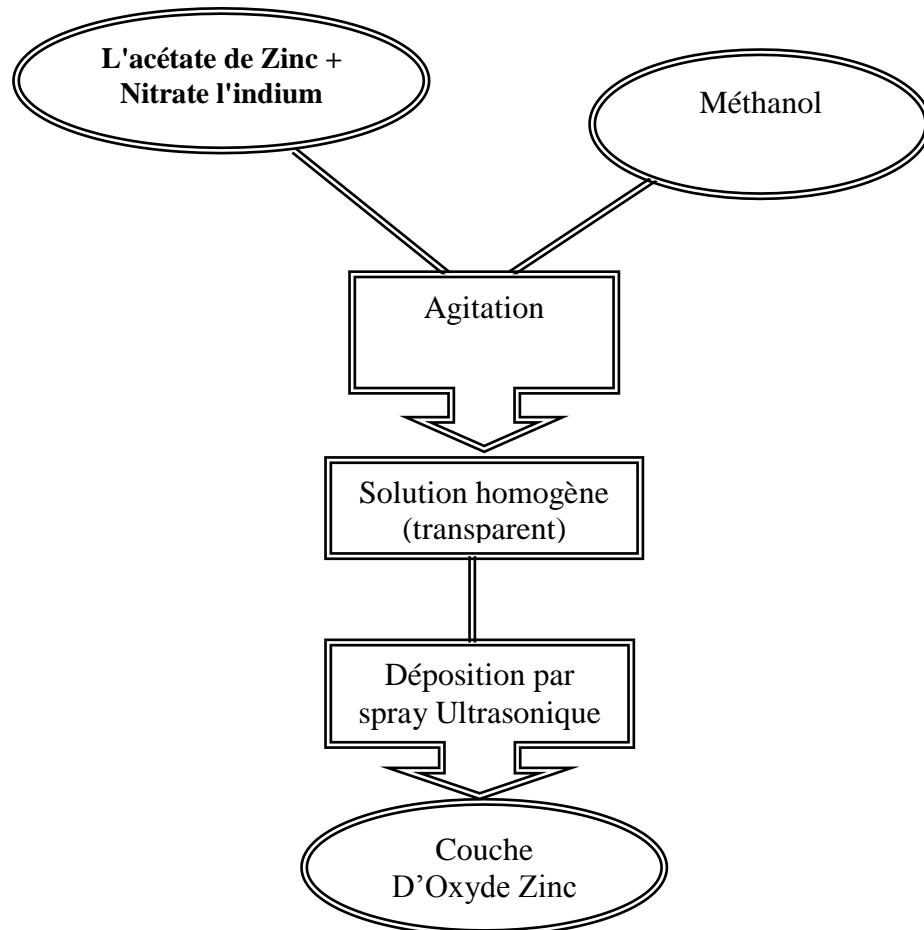 L'acétate de Zinc +
Nitrate l'indium
Méthanol
Agitation
Solution homogène
(transparent)
Déposition par
spray Ultrasonique
Couche
D’Oxyde Zinc